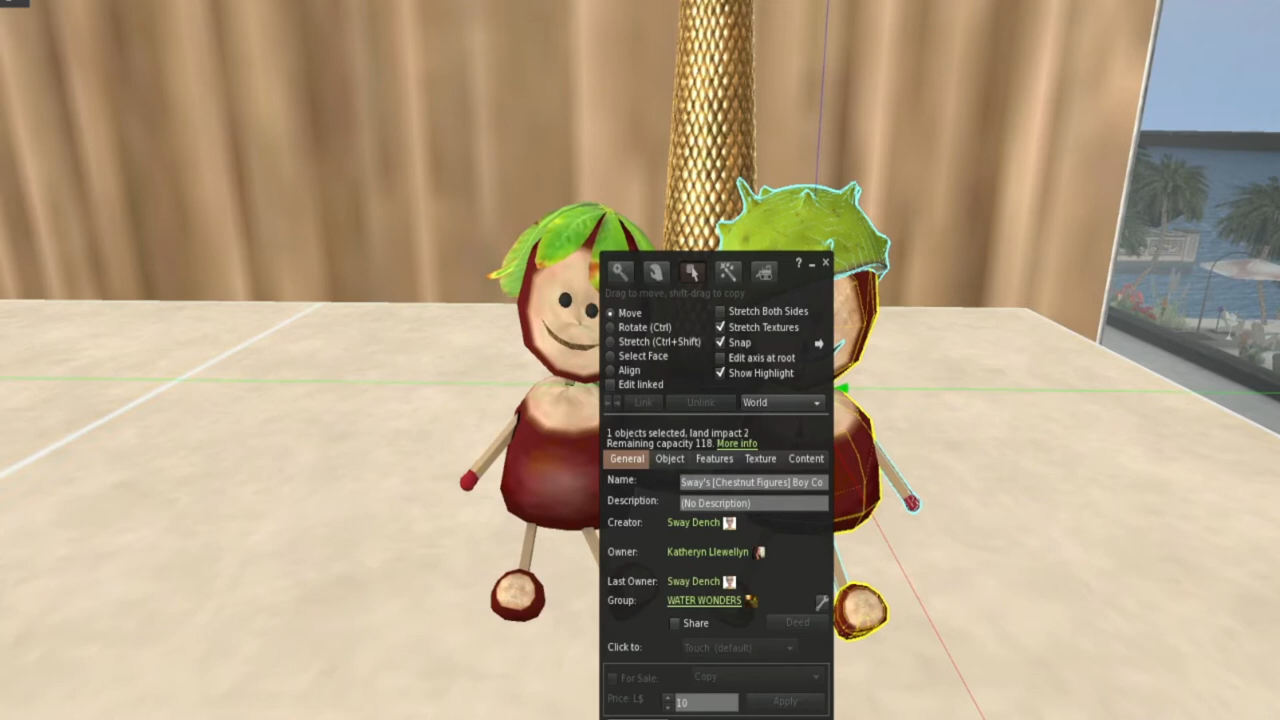 ?
Drag to move, shift-drag to copy
Move
Rotate (Ctrl)
Stretch (Ctrl+Shift)
Select Face
Align
Edit linked
Stretch Both Sides
Stretch Textures
Snap
Edit axis at root
Show Highlight
Link Unlink World
1 objects selected, land impact 2
Remaining capacity 118. More info
General Object Features Texture Content
Name: Sway's [Chestnut Figures] Boy Co
Description: (No Description)
Creator: Sway Dench
Owner: Katheryn Llewellyn
Last Owner: Sway Dench
Group: WATER WONDERS
Share Deed
Click to: Touch (default)
For Sale: Copy
Price: L$ 10 Apply